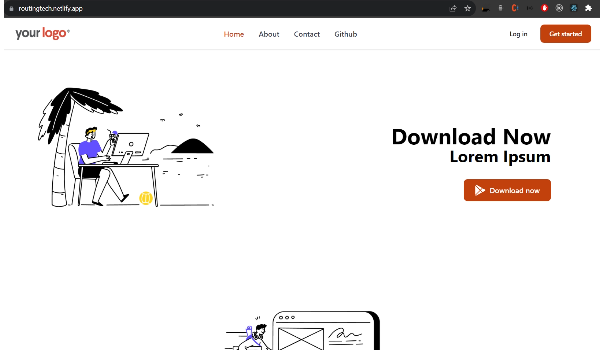 routingtech.netlify.app
your logo
Home About Contact Github Log in Get started
Download Now
Lorem Ipsum
Download now